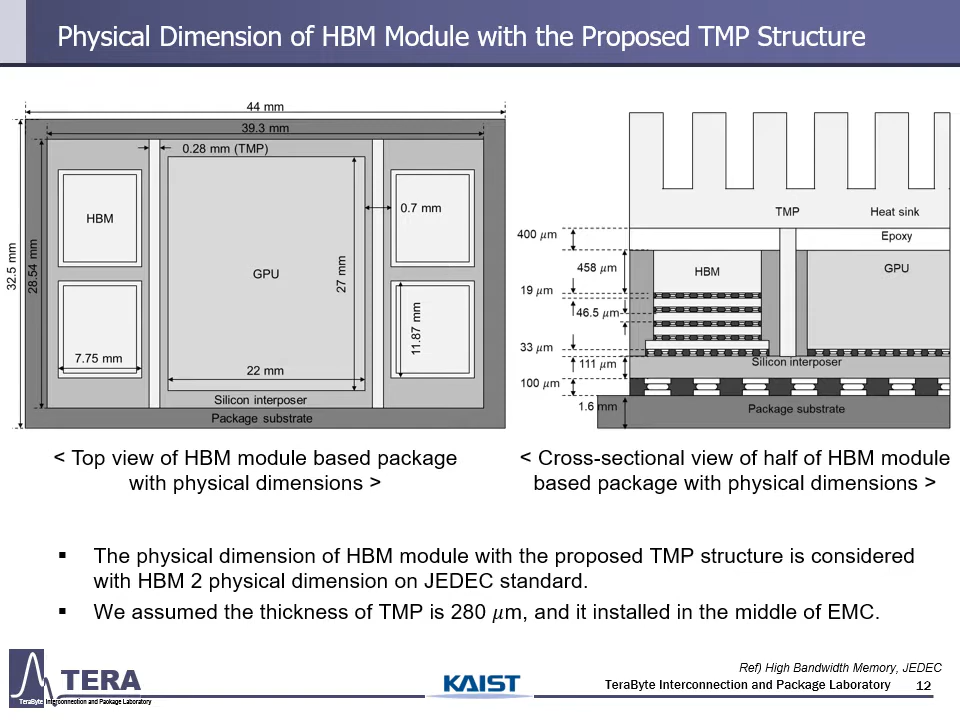 Physical Dimension of HBM Module with the Proposed TMP Structure
44 mm
39.3 mm
0.28 mm (TMP)
HBM
0.7 mm
GPU
32.5 mm
28.54 mm
27 mm
11.87 mm
7.75 mm
22 mm
Silicon interposer
Package substrate
TMP
Heat sink
400 𝜇m
Epoxy
458 𝜇m
HBM
GPU
19 𝜇m
46.5 𝜇m
33 𝜇m
111 𝜇m
Silicon interposer
100 𝜇m
1.6 mm
Package substrate
< Top view of HBM module based package
with physical dimensions >
< Cross-sectional view of half of HBM module
based package with physical dimensions >
▪ The physical dimension of HBM module with the proposed TMP structure is considered
with HBM 2 physical dimension on JEDEC standard.
▪ We assumed the thickness of TMP is 280 𝜇m, and it installed in the middle of EMC.
Ref) High Bandwidth Memory, JEDEC
TERA
TeraByte Interconnection and Package Laboratory
KAIST
TeraByte Interconnection and Package Laboratory
12